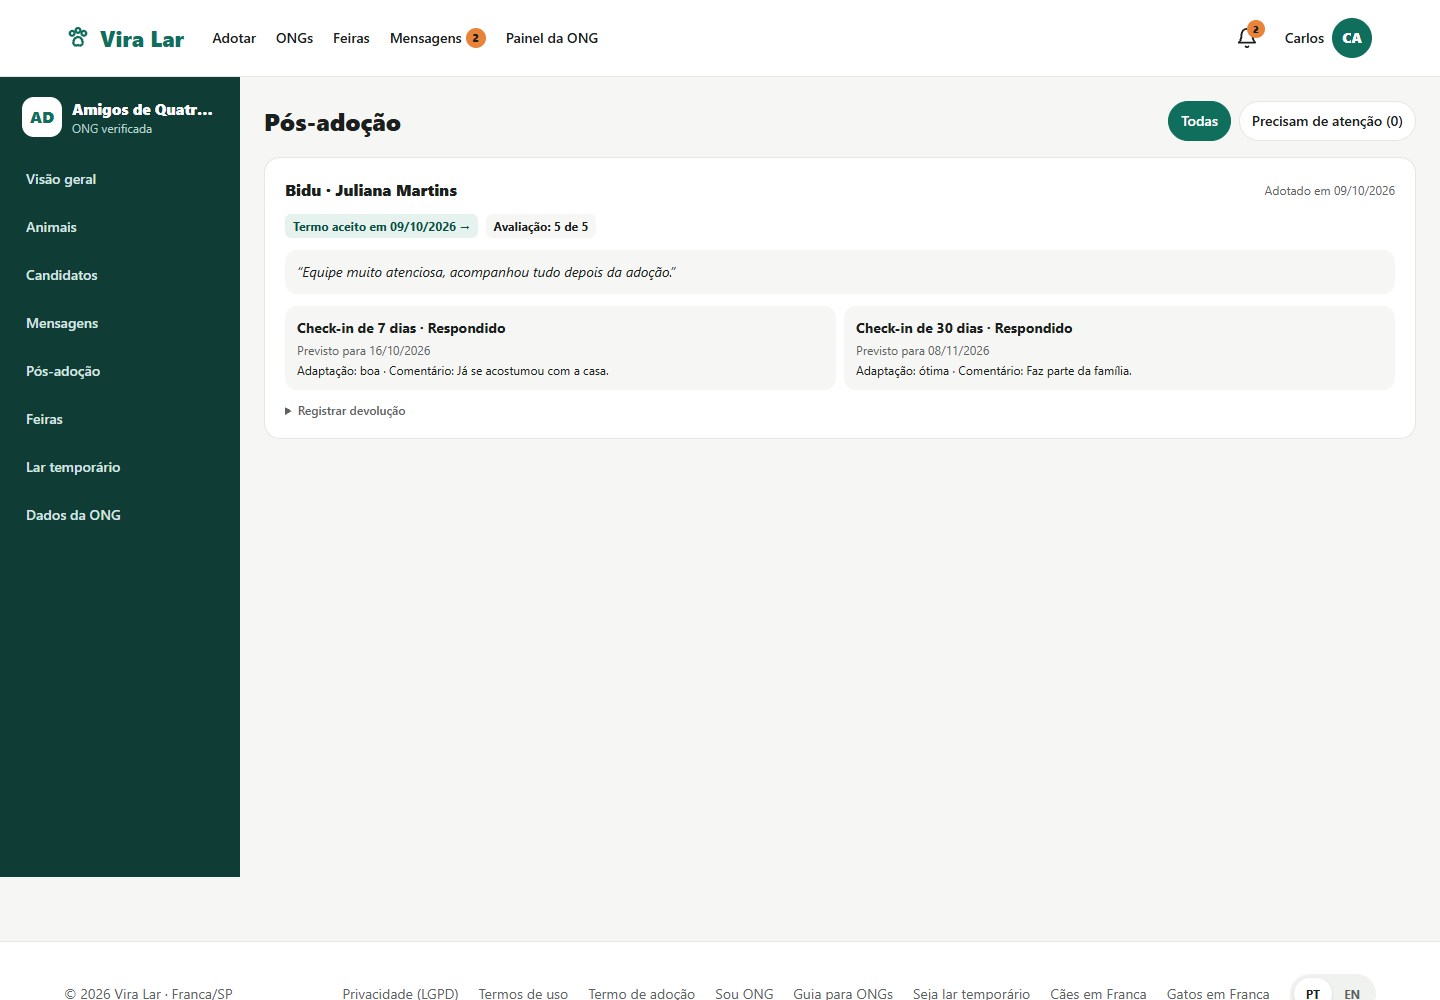 Vira Lar
Adotar
ONGs
Feiras
Mensagens 2
Painel da ONG
2
Carlos
CA
AD
Amigos de Quatr...
ONG verificada
Visão geral
Animais
Candidatos
Mensagens
Pós-adoção
Feiras
Lar temporário
Dados da ONG
Pós-adoção
Todas
Precisam de atenção (0)
Bidu · Juliana Martins
Adotado em 09/10/2026
Termo aceito em 09/10/2026 →
Avaliação: 5 de 5
“Equipe muito atenciosa, acompanhou tudo depois da adoção.”
Check-in de 7 dias · Respondido
Previsto para 16/10/2026
Adaptação: boa · Comentário: Já se acostumou com a casa.
Check-in de 30 dias · Respondido
Previsto para 08/11/2026
Adaptação: ótima · Comentário: Faz parte da família.
Registrar devolução
© 2026 Vira Lar · Franca/SP
Privacidade (LGPD)
Termos de uso
Termo de adoção
Sou ONG
Guia para ONGs
Seja lar temporário
Cães em Franca
Gatos em Franca
PT
EN